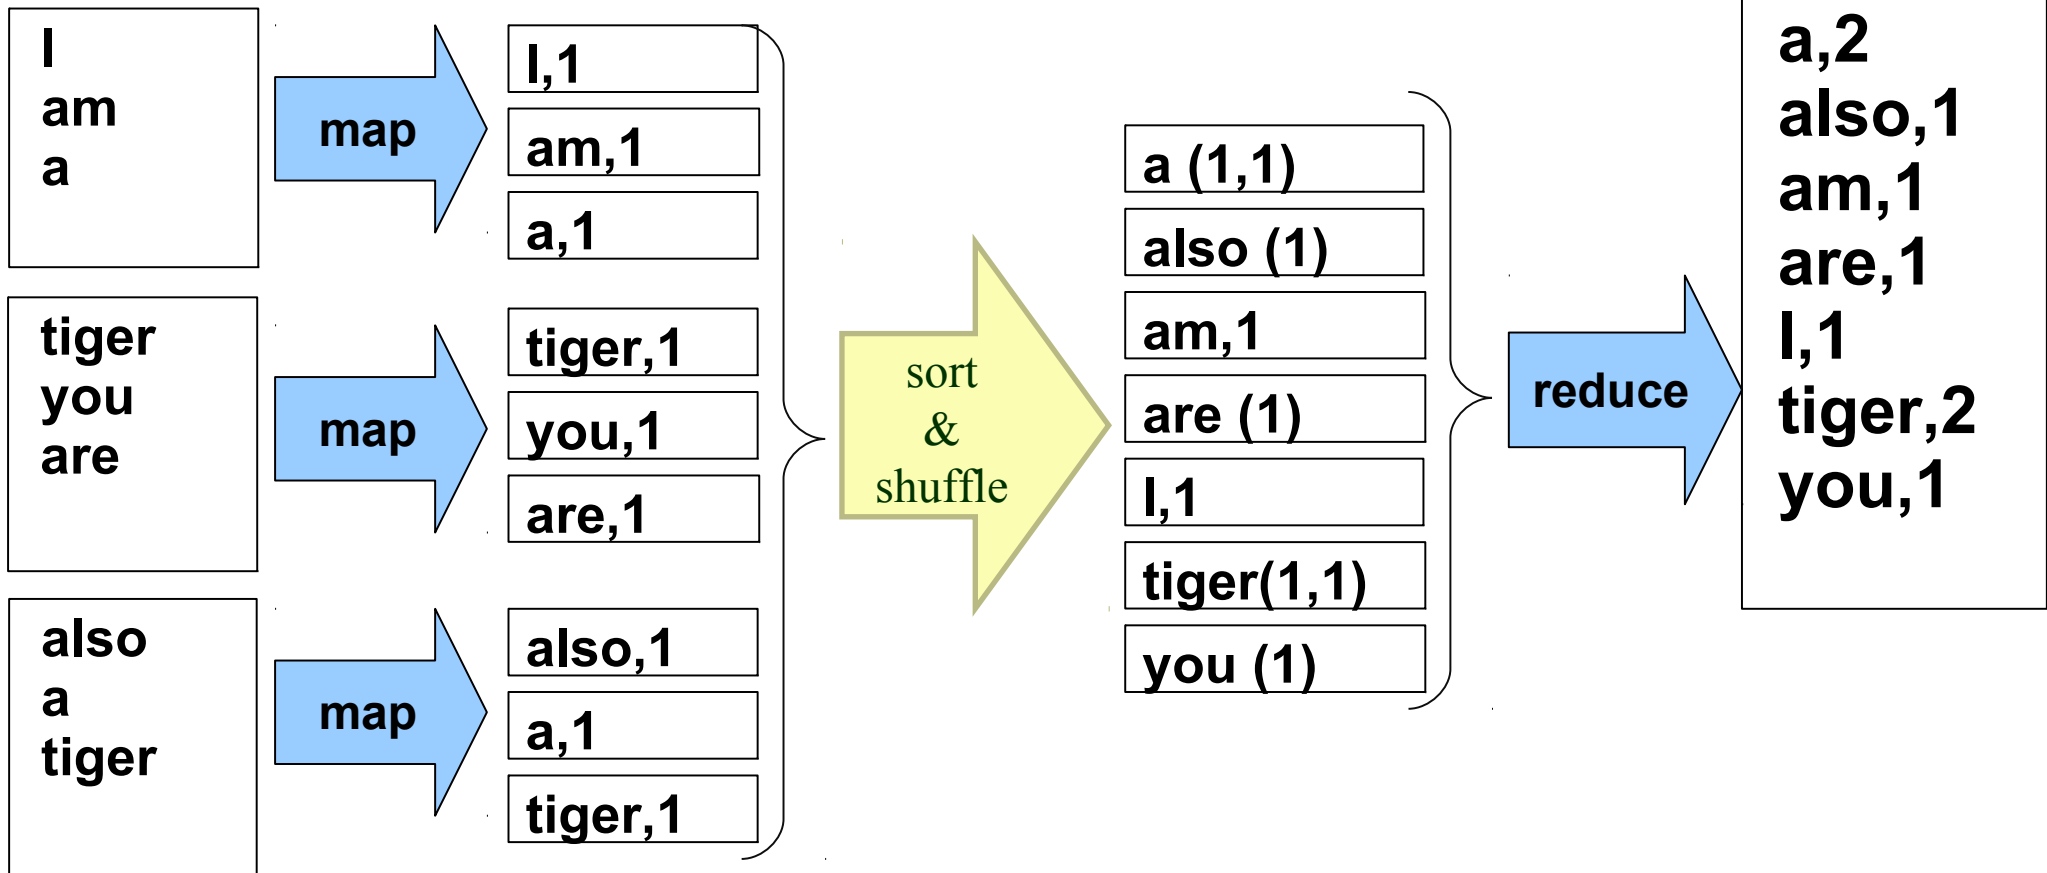 I
am
a
map
I,1
am,1
a,1
tiger
you
are
map
tiger,1
you,1
are,1
also
a
tiger
map
also,1
a,1
tiger,1
sort
&
shuffle
a (1,1)
also (1)
am,1
are (1)
I,1
tiger(1,1)
you (1)
reduce
a,2
also,1
am,1
are,1
I,1
tiger,2
you,1